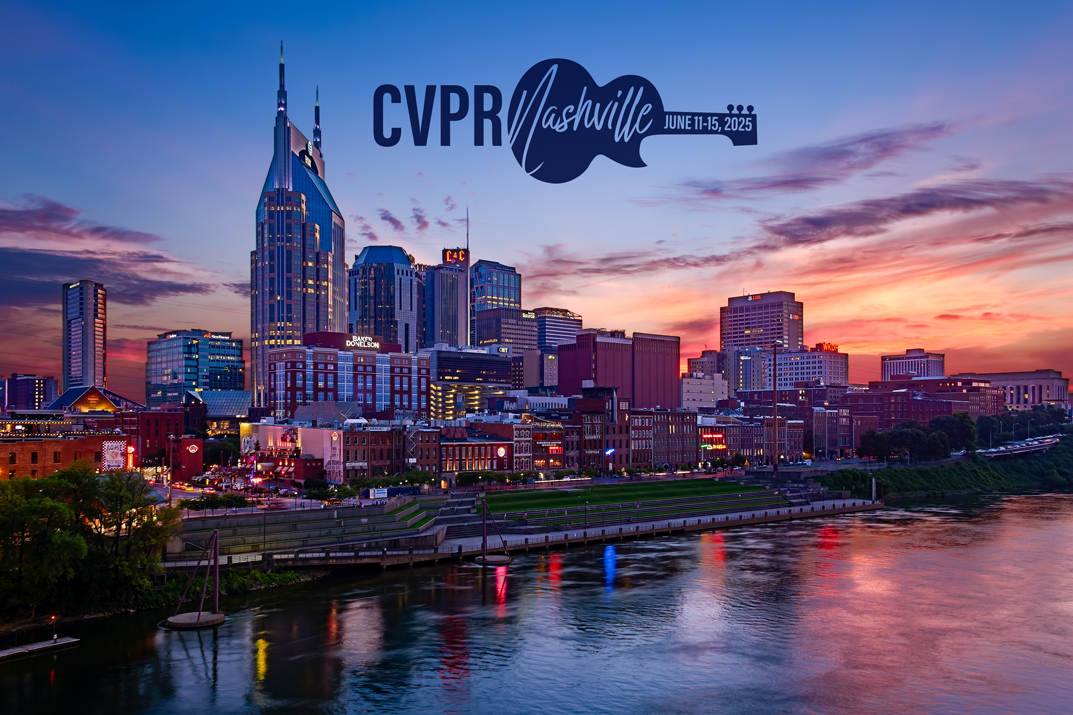 CVPR Nashville JUNE 11-15, 2025
L&C
BAKER
DONELSON